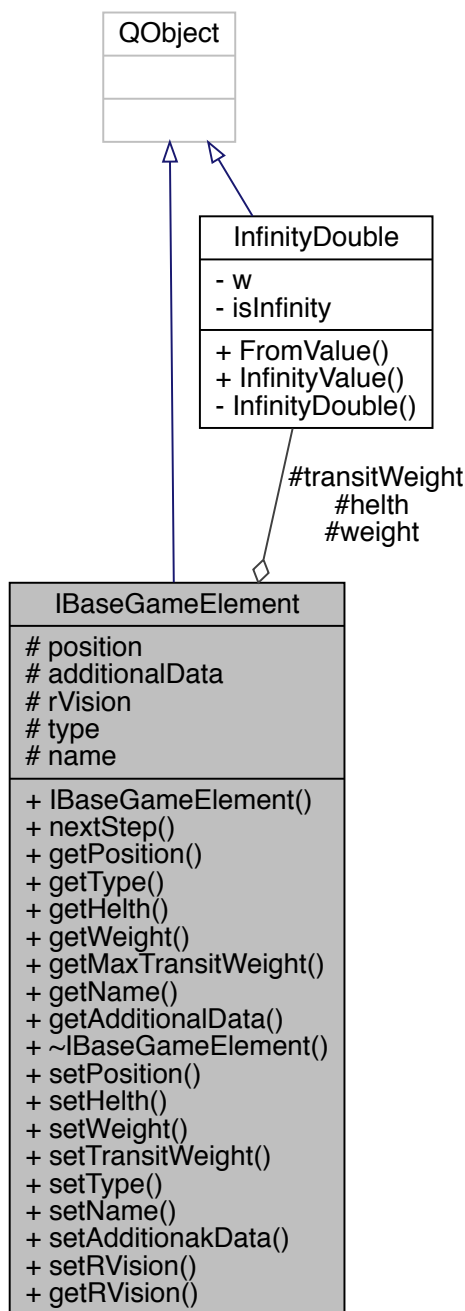 QObject
InfinityDouble
- w
- isInfinity
+ FromValue()
+ InfinityValue()
- InfinityDouble()
#transitWeight
#helth
#weight
IBaseGameElement
# position
# additionalData
# rVision
# type
# name
+ IBaseGameElement()
+ nextStep()
+ getPosition()
+ getType()
+ getHelth()
+ getWeight()
+ getMaxTransitWeight()
+ getName()
+ getAdditionalData()
+ ~IBaseGameElement()
+ setPosition()
+ setHelth()
+ setWeight()
+ setTransitWeight()
+ setType()
+ setName()
+ setAdditionakData()
+ setRVision()
+ getRVision()